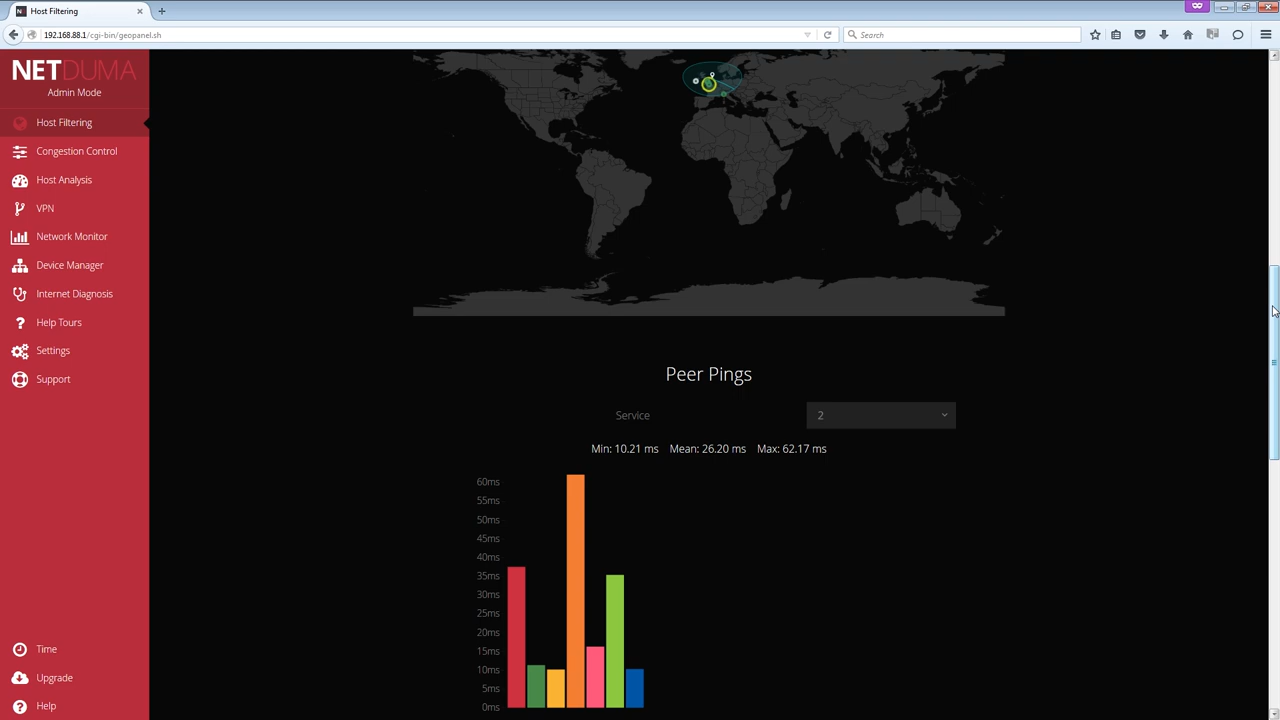 Host Filtering
192.168.88.1/cgi-bin/geopanel.sh
Search
NETDUMA
Admin Mode
Host Filtering
Congestion Control
Host Analysis
VPN
Network Monitor
Device Manager
Internet Diagnosis
Help Tours
Settings
Support
Time
Upgrade
Help
Peer Pings
Service
2
Min: 10.21 ms Mean: 26.20 ms Max: 62.17 ms
60ms
55ms
50ms
45ms
40ms
35ms
30ms
25ms
20ms
15ms
10ms
5ms
0ms